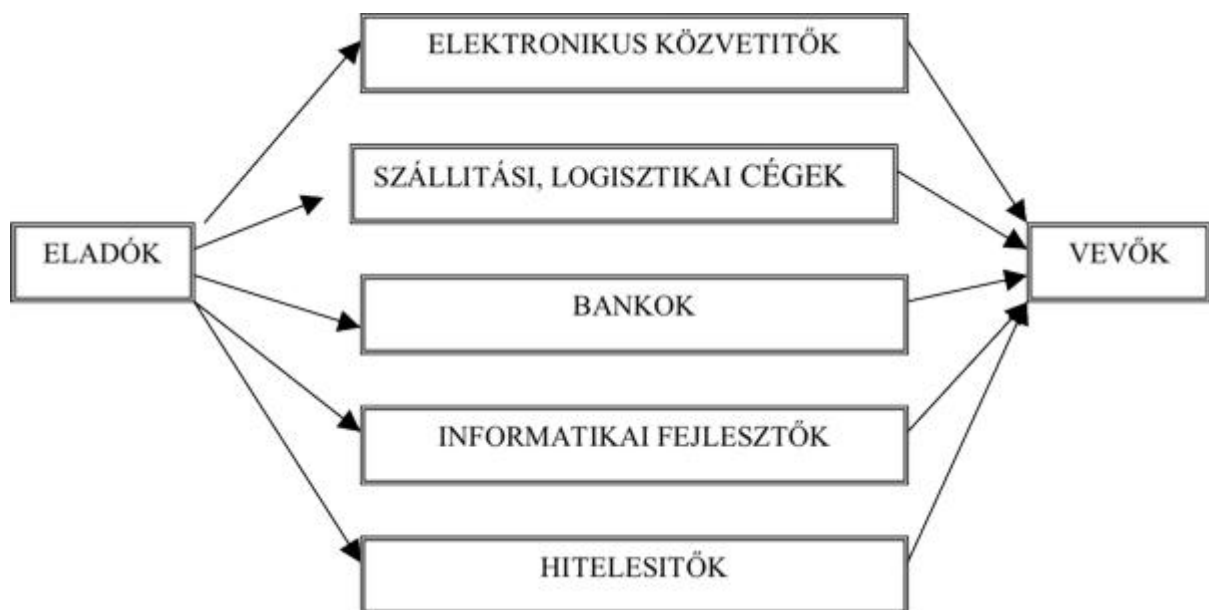 ELEKTRONIKUS KÖZVETITŐK
SZÁLLITÁSI, LOGISZTIKAI CÉGEK
ELADÓK
VEVŐK
BANKOK
INFORMATIKAI FEJLESZTŐK
HITELESITŐK